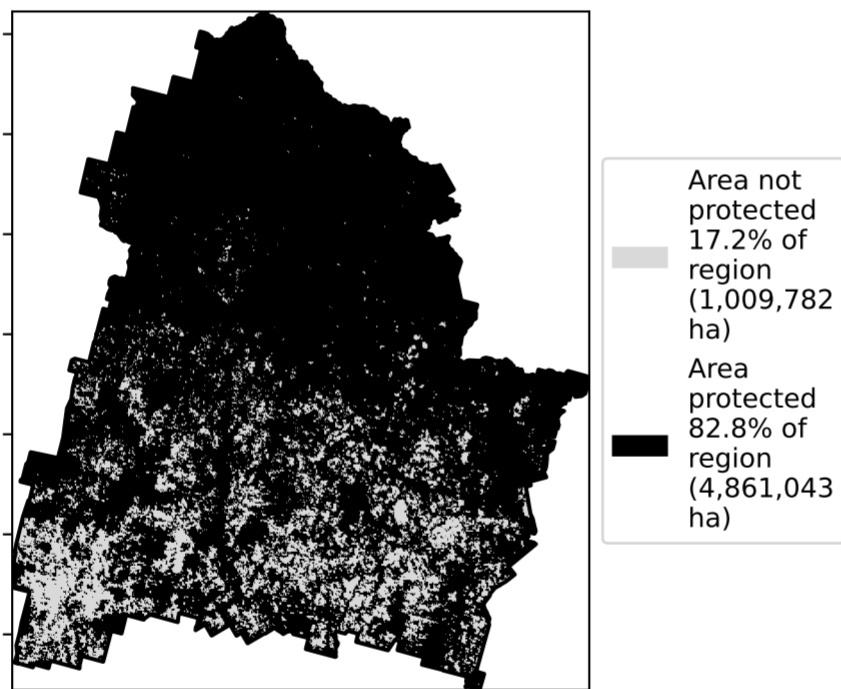 Area not
protected
17.2% of
region
(1,009,782
ha)
Area
protected
82.8% of
region
(4,861,043
ha)